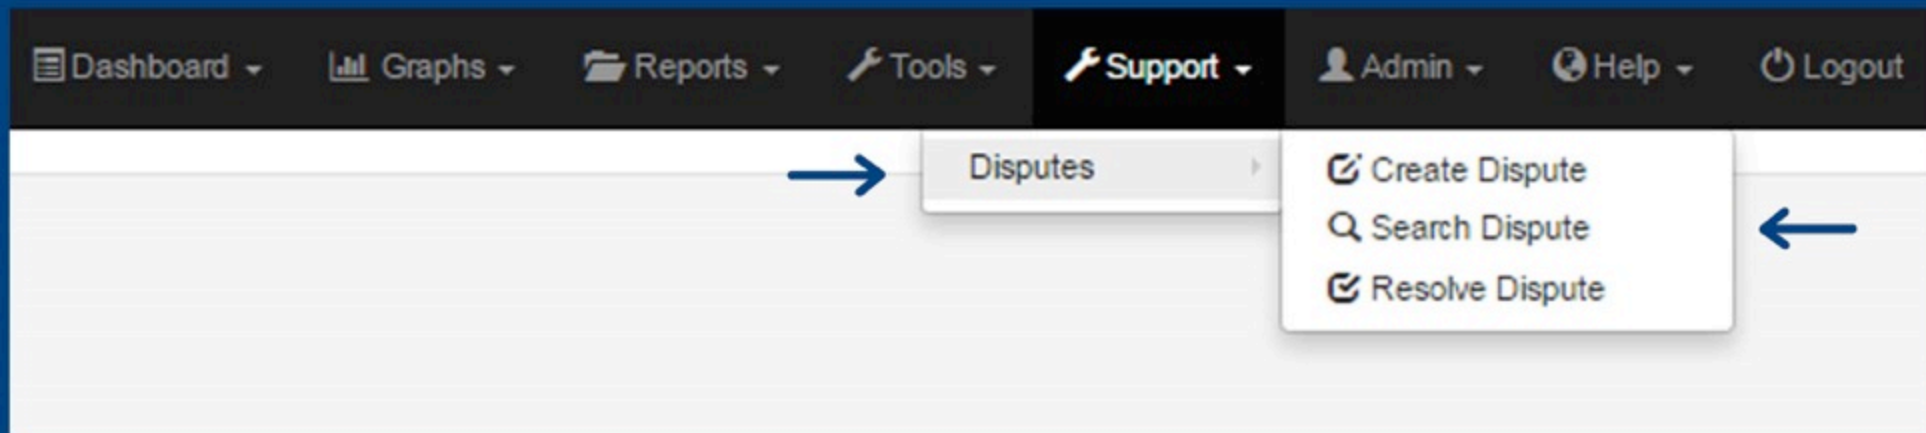 Dashboard Graphs Reports Tools Support Admin Help Logout
Disputes
Create Dispute
Search Dispute
Resolve Dispute